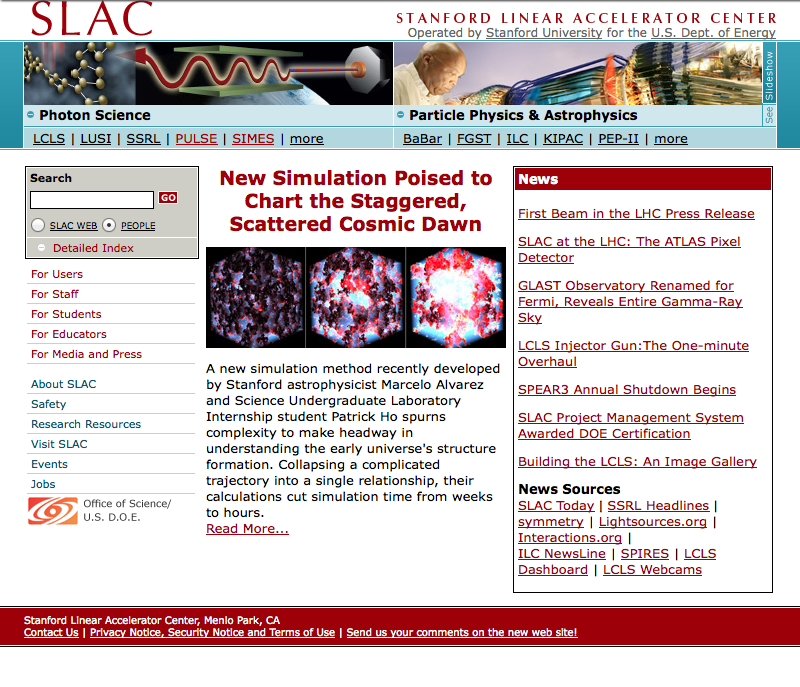 SLAC
STANFORD LINEAR ACCELERATOR CENTER
Operated by Stanford University for the U.S. Dept. of Energy
See Slideshow
Photon Science
Particle Physics & Astrophysics
LCLS | LUSI | SSRL | PULSE | SIMES | more
BaBar | FGST | ILC | KIPAC | PEP-II | more
Search
GO
SLAC WEB PEOPLE
Detailed Index
For Users
For Staff
For Students
For Educators
For Media and Press
About SLAC
Safety
Research Resources
Visit SLAC
Events
Jobs
Office of Science/
U.S. D.O.E.
New Simulation Poised to
Chart the Staggered,
Scattered Cosmic Dawn
A new simulation method recently developed
by Stanford astrophysicist Marcelo Alvarez
and Science Undergraduate Laboratory
Internship student Patrick Ho spurns
complexity to make headway in
understanding the early universe's structure
formation. Collapsing a complicated
trajectory into a single relationship, their
calculations cut simulation time from weeks
to hours.
Read More...
News
First Beam in the LHC Press Release
SLAC at the LHC: The ATLAS Pixel
Detector
GLAST Observatory Renamed for
Fermi, Reveals Entire Gamma-Ray
Sky
LCLS Injector Gun:The One-minute
Overhaul
SPEAR3 Annual Shutdown Begins
SLAC Project Management System
Awarded DOE Certification
Building the LCLS: An Image Gallery
News Sources
SLAC Today | SSRL Headlines |
symmetry | Lightsources.org |
Interactions.org |
ILC NewsLine | SPIRES | LCLS
Dashboard | LCLS Webcams
Stanford Linear Accelerator Center, Menlo Park, CA
Contact Us | Privacy Notice, Security Notice and Terms of Use | Send us your comments on the new web site!